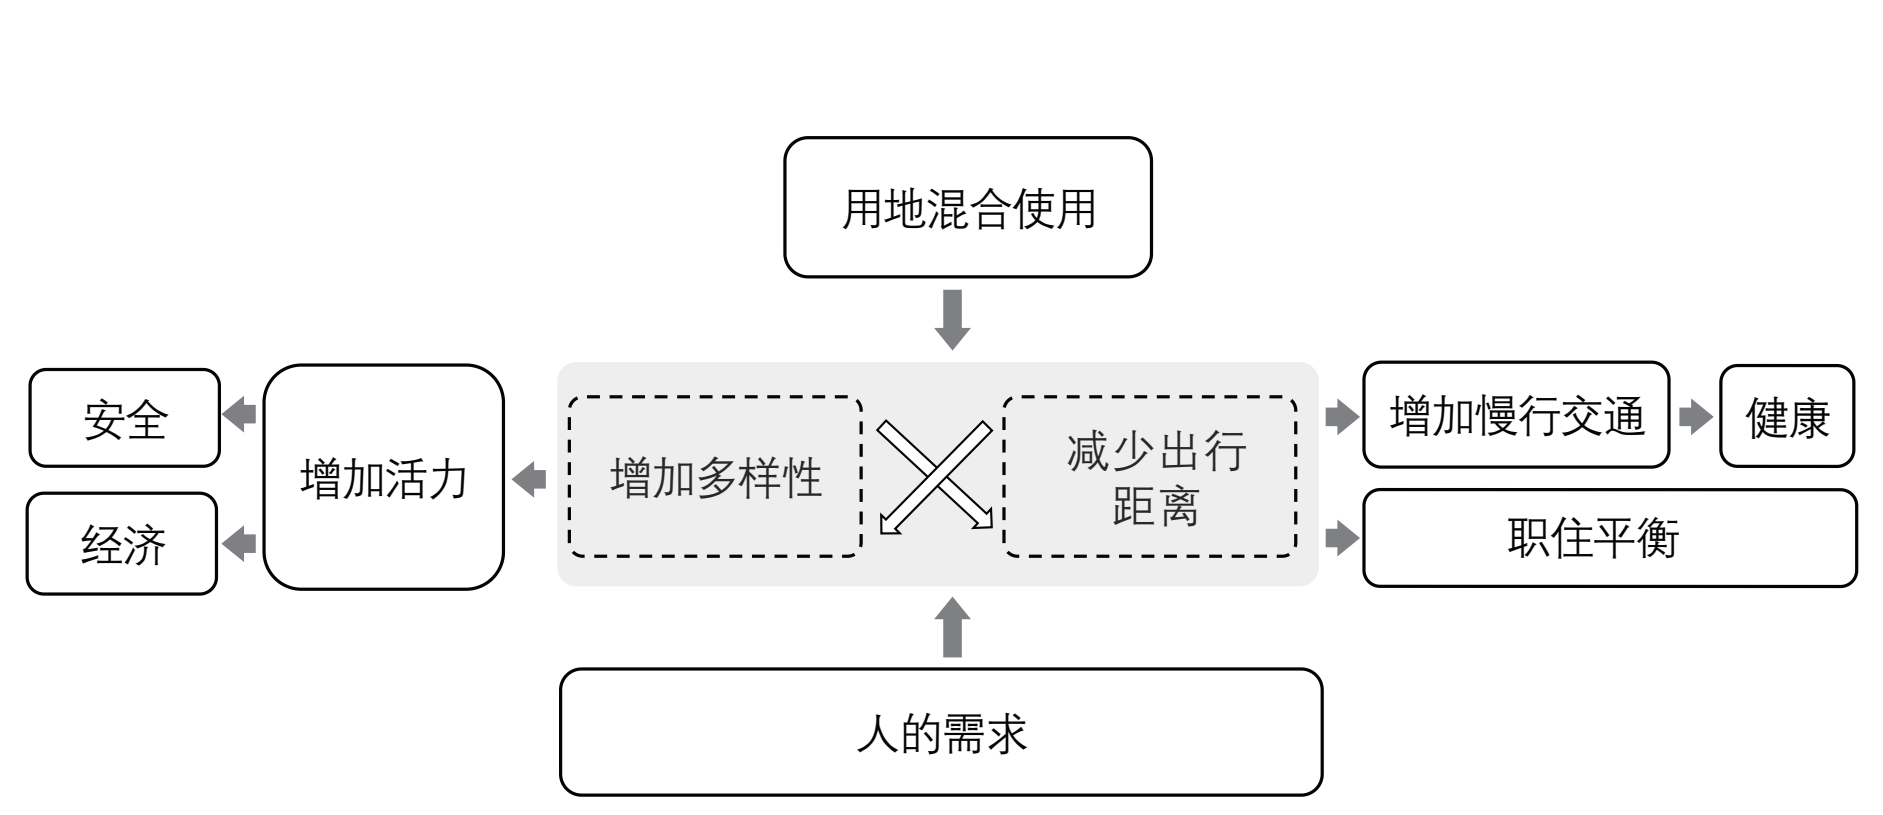 用地混合使用
安全
经济
增加活力
增加多样性
减少出行
距离
增加慢行交通
健康
职住平衡
人的需求